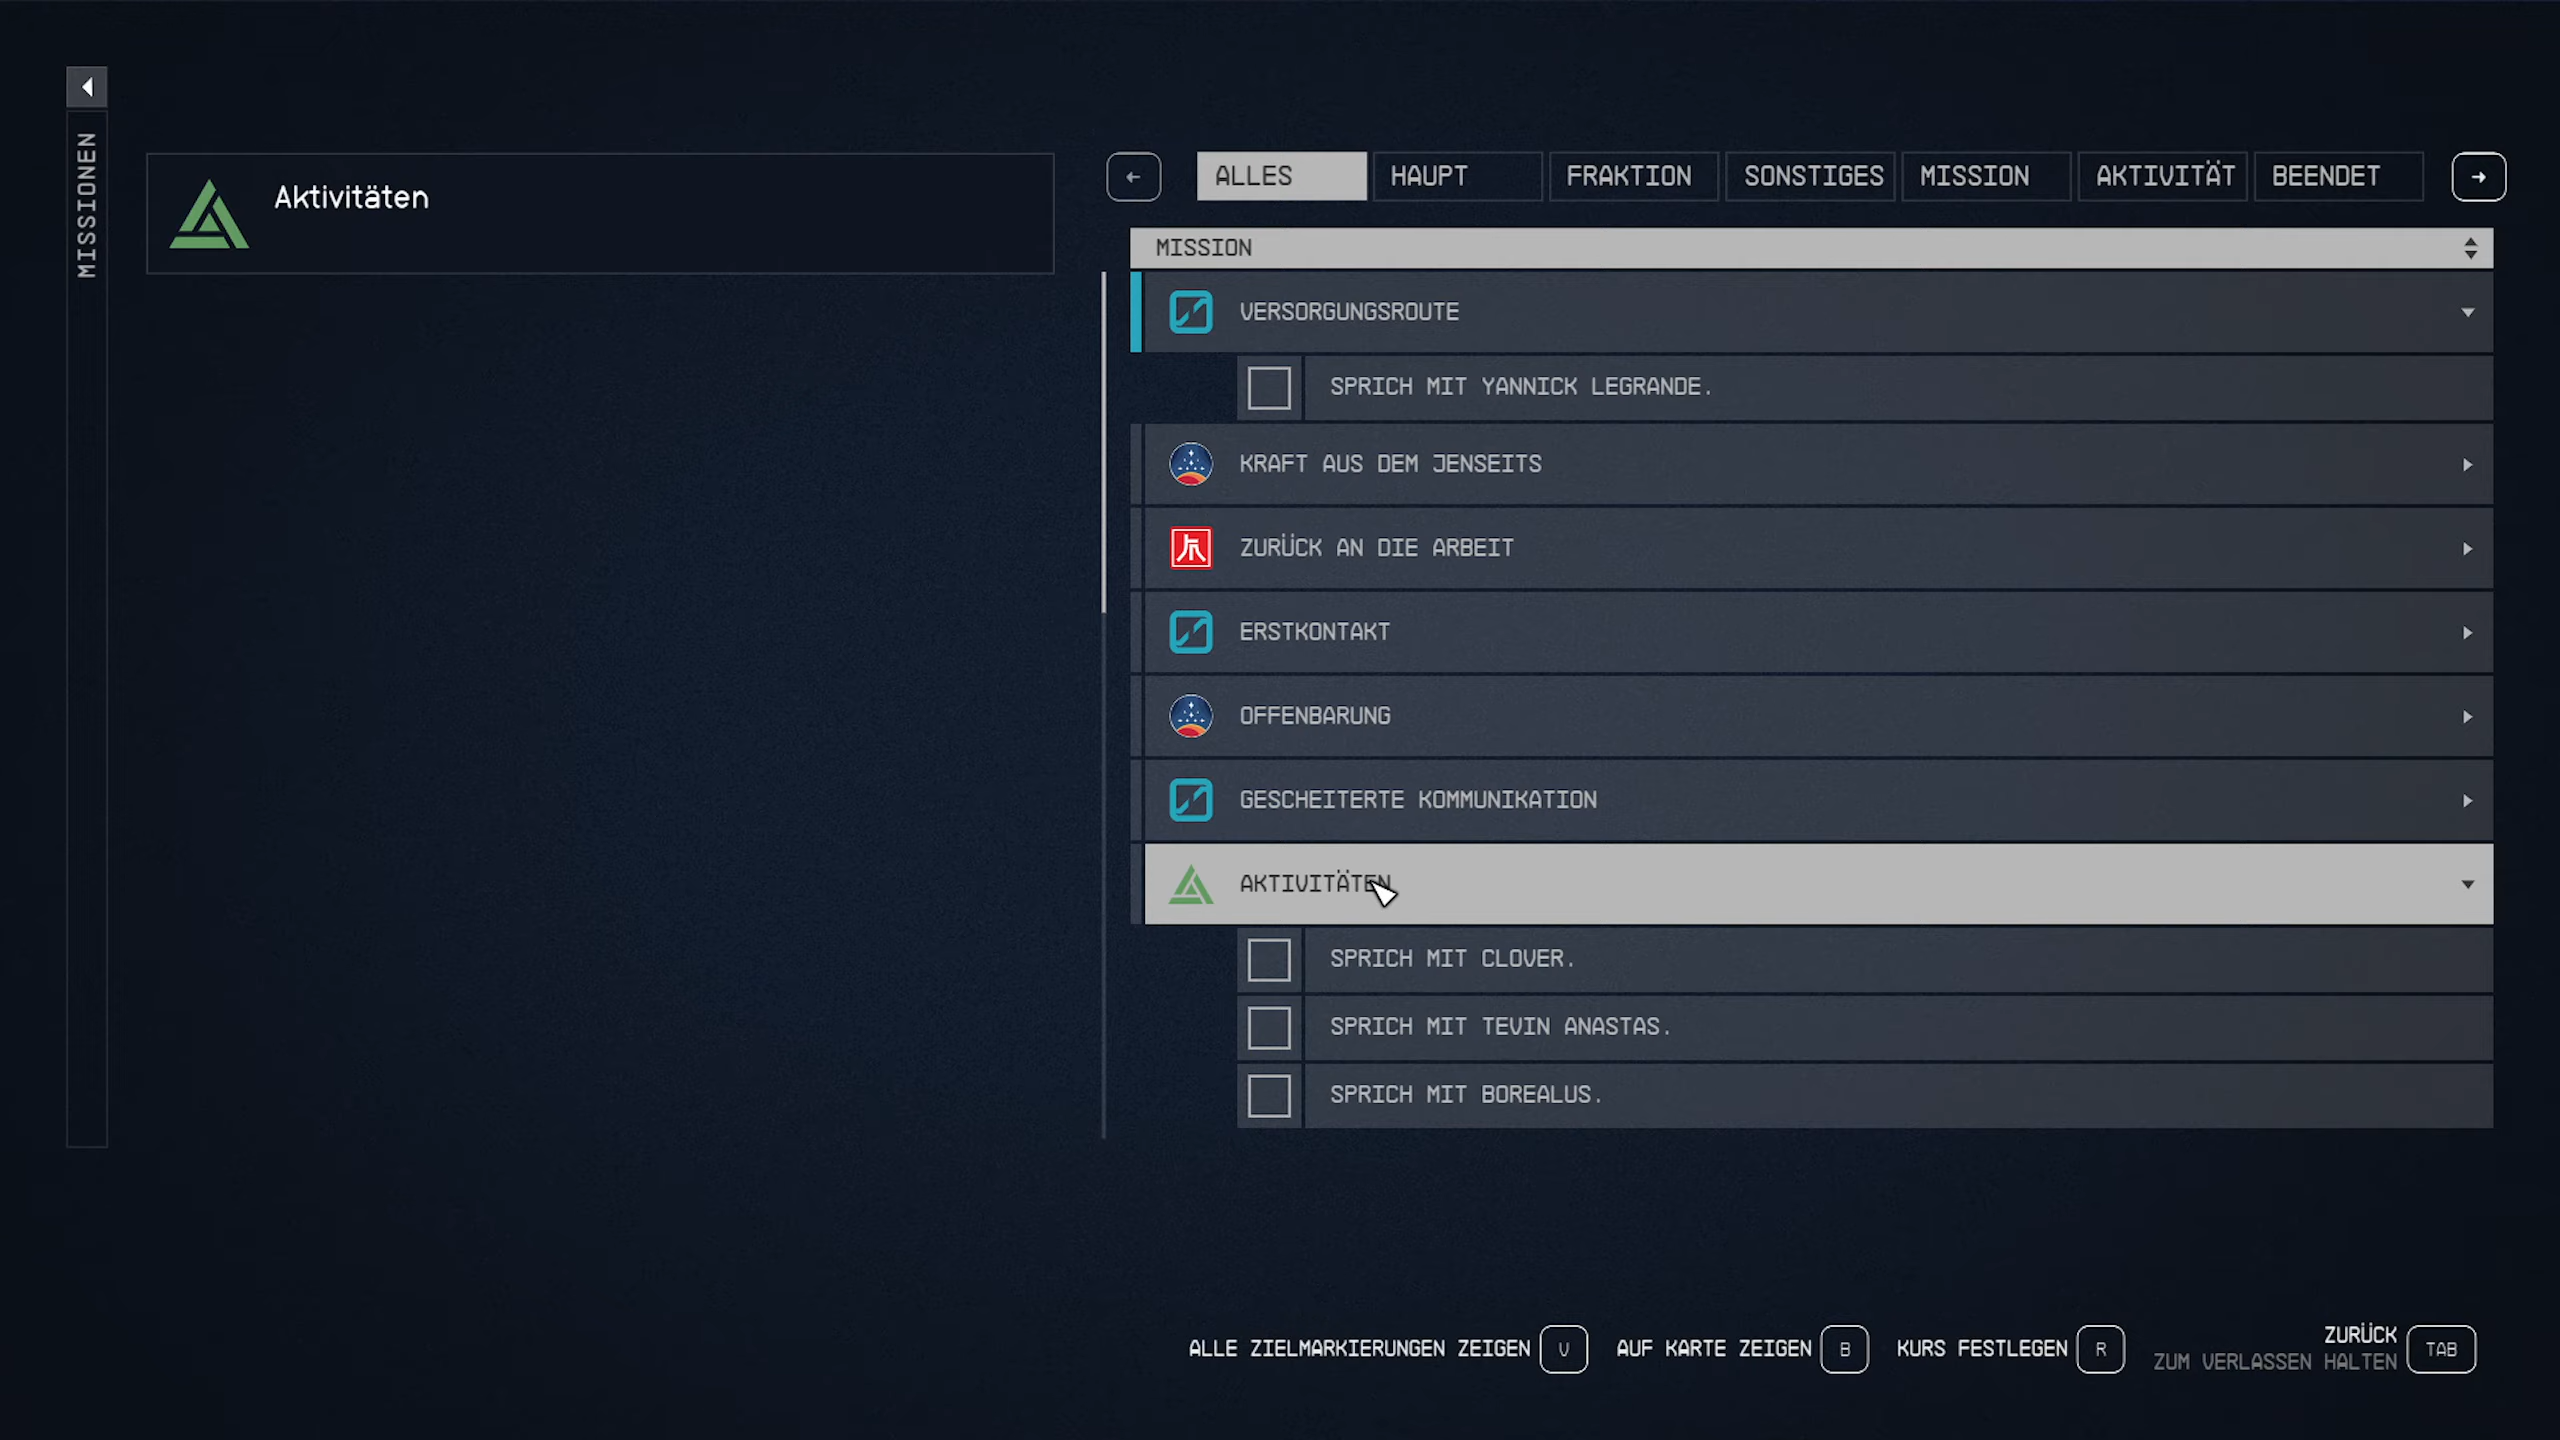 MISSIONEN
Aktivitäten
ALLES
HAUPT
FRAKTION
SONSTIGES
MISSION
AKTIVITÄT
BEENDET
MISSION
VERSORGUNGSROUTE
SPRICH MIT YANNICK LEGRANDE.
KRAFT AUS DEM JENSEITS
ZURÜCK AN DIE ARBEIT
ERSTKONTAKT
OFFENBARUNG
GESCHEITERTE KOMMUNIKATION
AKTIVITÄTEN
SPRICH MIT CLOVER.
SPRICH MIT TEVIN ANASTAS.
SPRICH MIT BOREALUS.
ALLE ZIELMARKIERUNGEN ZEIGEN V
AUF KARTE ZEIGEN B
KURS FESTLEGEN R
ZURÜCK
ZUM VERLASSEN HALTEN TAB